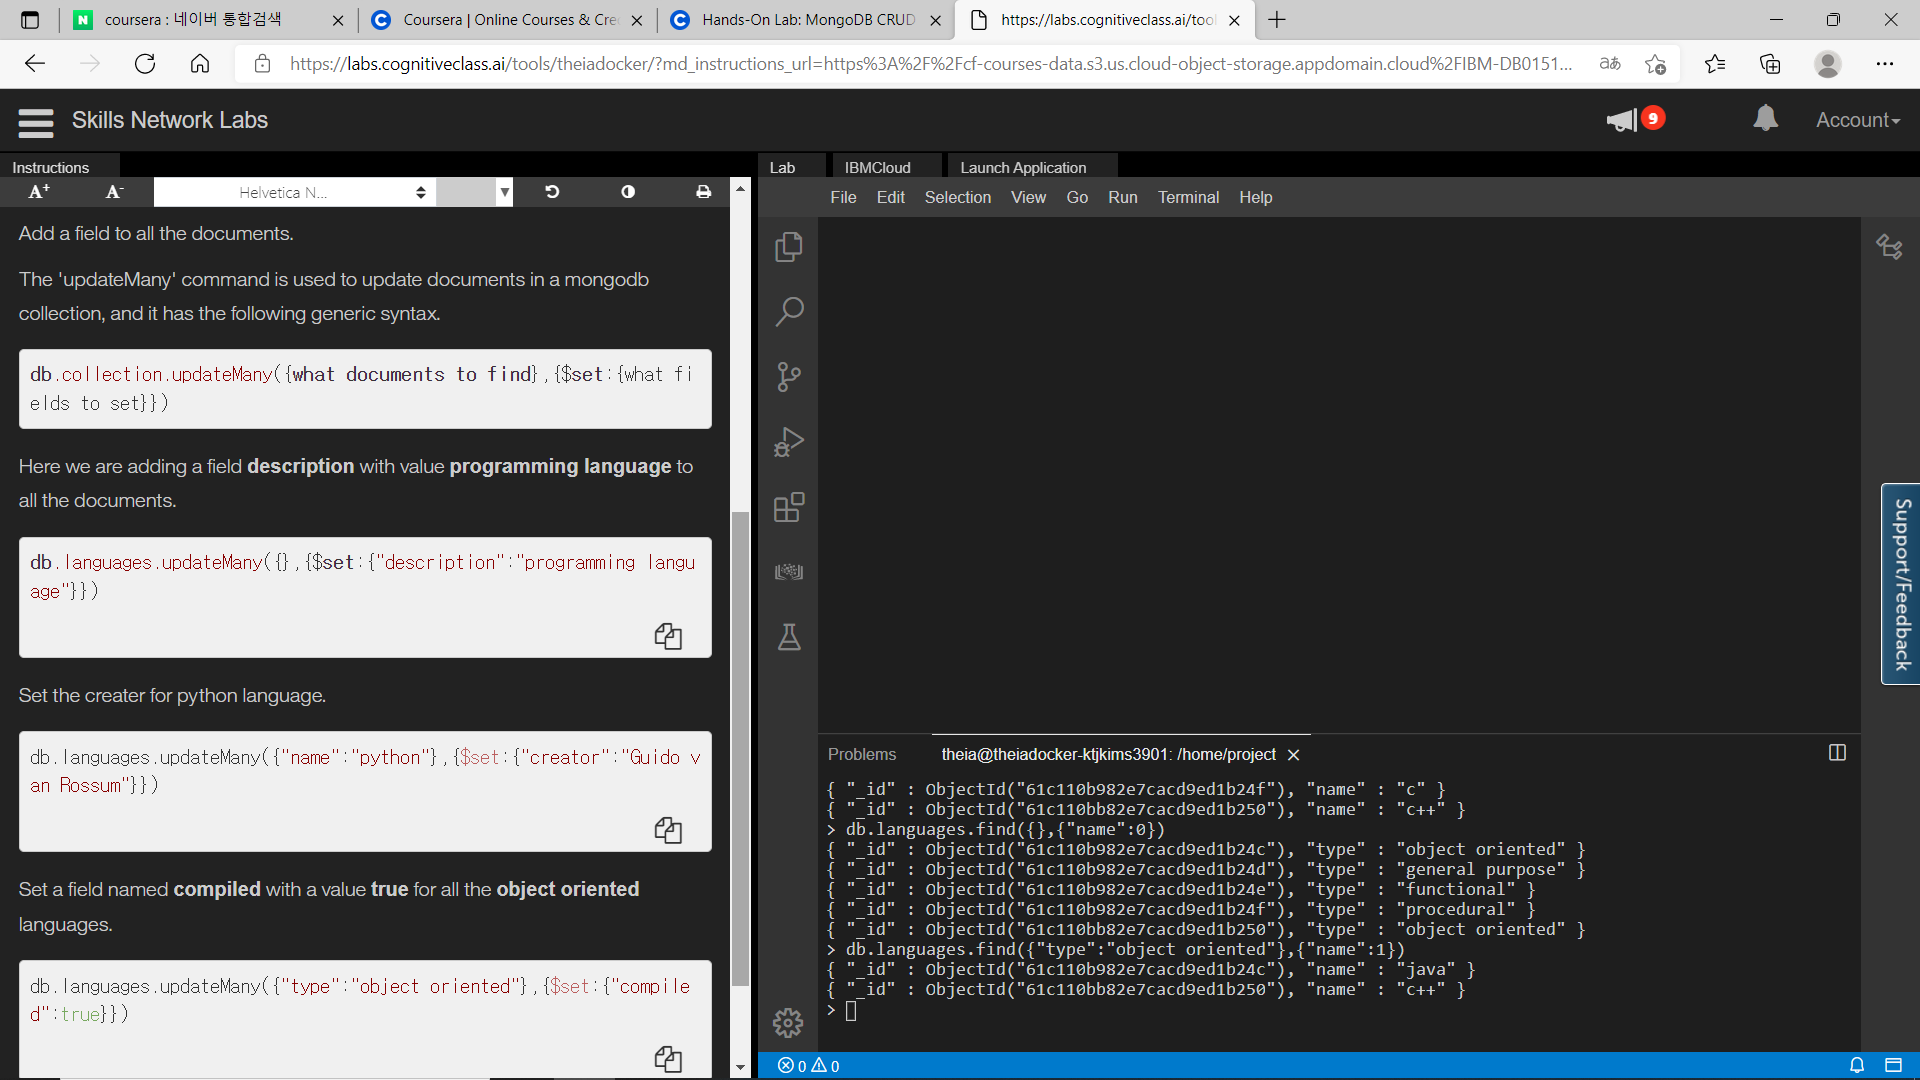 coursera : 네이버 통합검색
Coursera | Online Courses & Cre
Hands-On Lab: MongoDB CRUD
https://labs.cognitiveclass.ai/tool
https://labs.cognitiveclass.ai/tools/theiadocker/?md_instructions_url=https%3A%2F%2Fcf-courses-data.s3.us.cloud-object-storage.appdomain.cloud%2FIBM-DB0151...
Skills Network Labs
9
Account
Instructions
Lab
IBMCloud
Launch Application
A+
A-
Helvetica N...
File Edit Selection View Go Run Terminal Help
Add a field to all the documents.
The 'updateMany' command is used to update documents in a mongodb
collection, and it has the following generic syntax.
db.collection.updateMany({what documents to find},{$set:{what fi
elds to set}})
Here we are adding a field description with value programming language to
all the documents.
db.languages.updateMany({},{$set:{"description":"programming langu
age"}})
Set the creater for python language.
db.languages.updateMany({"name":"python"},{$set:{"creator":"Guido v
an Rossum"}})
Set a field named compiled with a value true for all the object oriented
languages.
db.languages.updateMany({"type":"object oriented"},{$set:{"compile
d":true}})
Support/Feedback
Problems
theia@theiadocker-ktjkims3901: /home/project
{ "_id" : ObjectId("61c110b982e7cacd9ed1b24f"), "name" : "c" }
{ "_id" : ObjectId("61c110bb82e7cacd9ed1b250"), "name" : "c++" }
> db.languages.find({},{"name":0})
{ "_id" : ObjectId("61c110b982e7cacd9ed1b24c"), "type" : "object oriented" }
{ "_id" : ObjectId("61c110b982e7cacd9ed1b24d"), "type" : "general purpose" }
{ "_id" : ObjectId("61c110b982e7cacd9ed1b24e"), "type" : "functional" }
{ "_id" : ObjectId("61c110b982e7cacd9ed1b24f"), "type" : "procedural" }
{ "_id" : ObjectId("61c110bb82e7cacd9ed1b250"), "type" : "object oriented" }
> db.languages.find({"type":"object oriented"},{"name":1})
{ "_id" : ObjectId("61c110b982e7cacd9ed1b24c"), "name" : "java" }
{ "_id" : ObjectId("61c110bb82e7cacd9ed1b250"), "name" : "c++" }
>
0 0